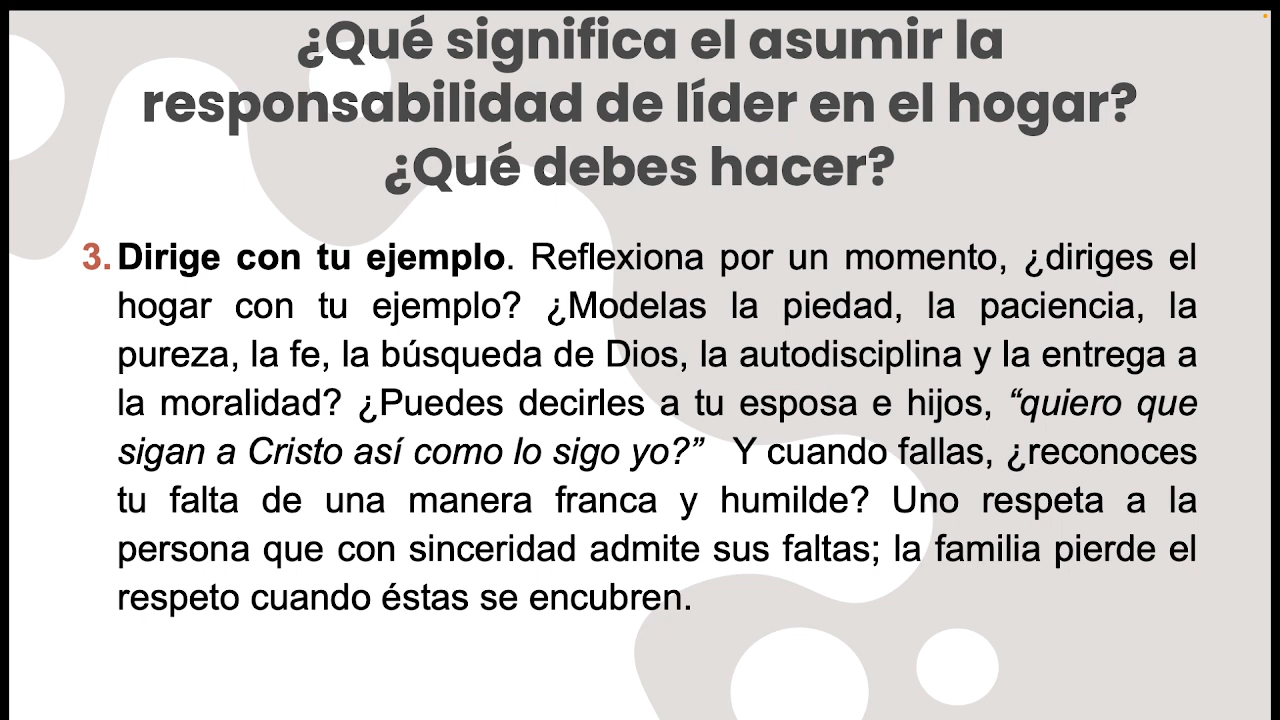 ¿Qué significa el asumir la
responsabilidad de líder en el hogar?
¿Qué debes hacer?
3. Dirige con tu ejemplo. Reflexiona por un momento, ¿diriges el
hogar con tu ejemplo? ¿Modelas la piedad, la paciencia, la
pureza, la fe, la búsqueda de Dios, la autodisciplina y la entrega a
la moralidad? ¿Puedes decirles a tu esposa e hijos, “quiero que
sigan a Cristo así como lo sigo yo?” Y cuando fallas, ¿reconoces
tu falta de una manera franca y humilde? Uno respeta a la
persona que con sinceridad admite sus faltas; la familia pierde el
respeto cuando éstas se encubren.